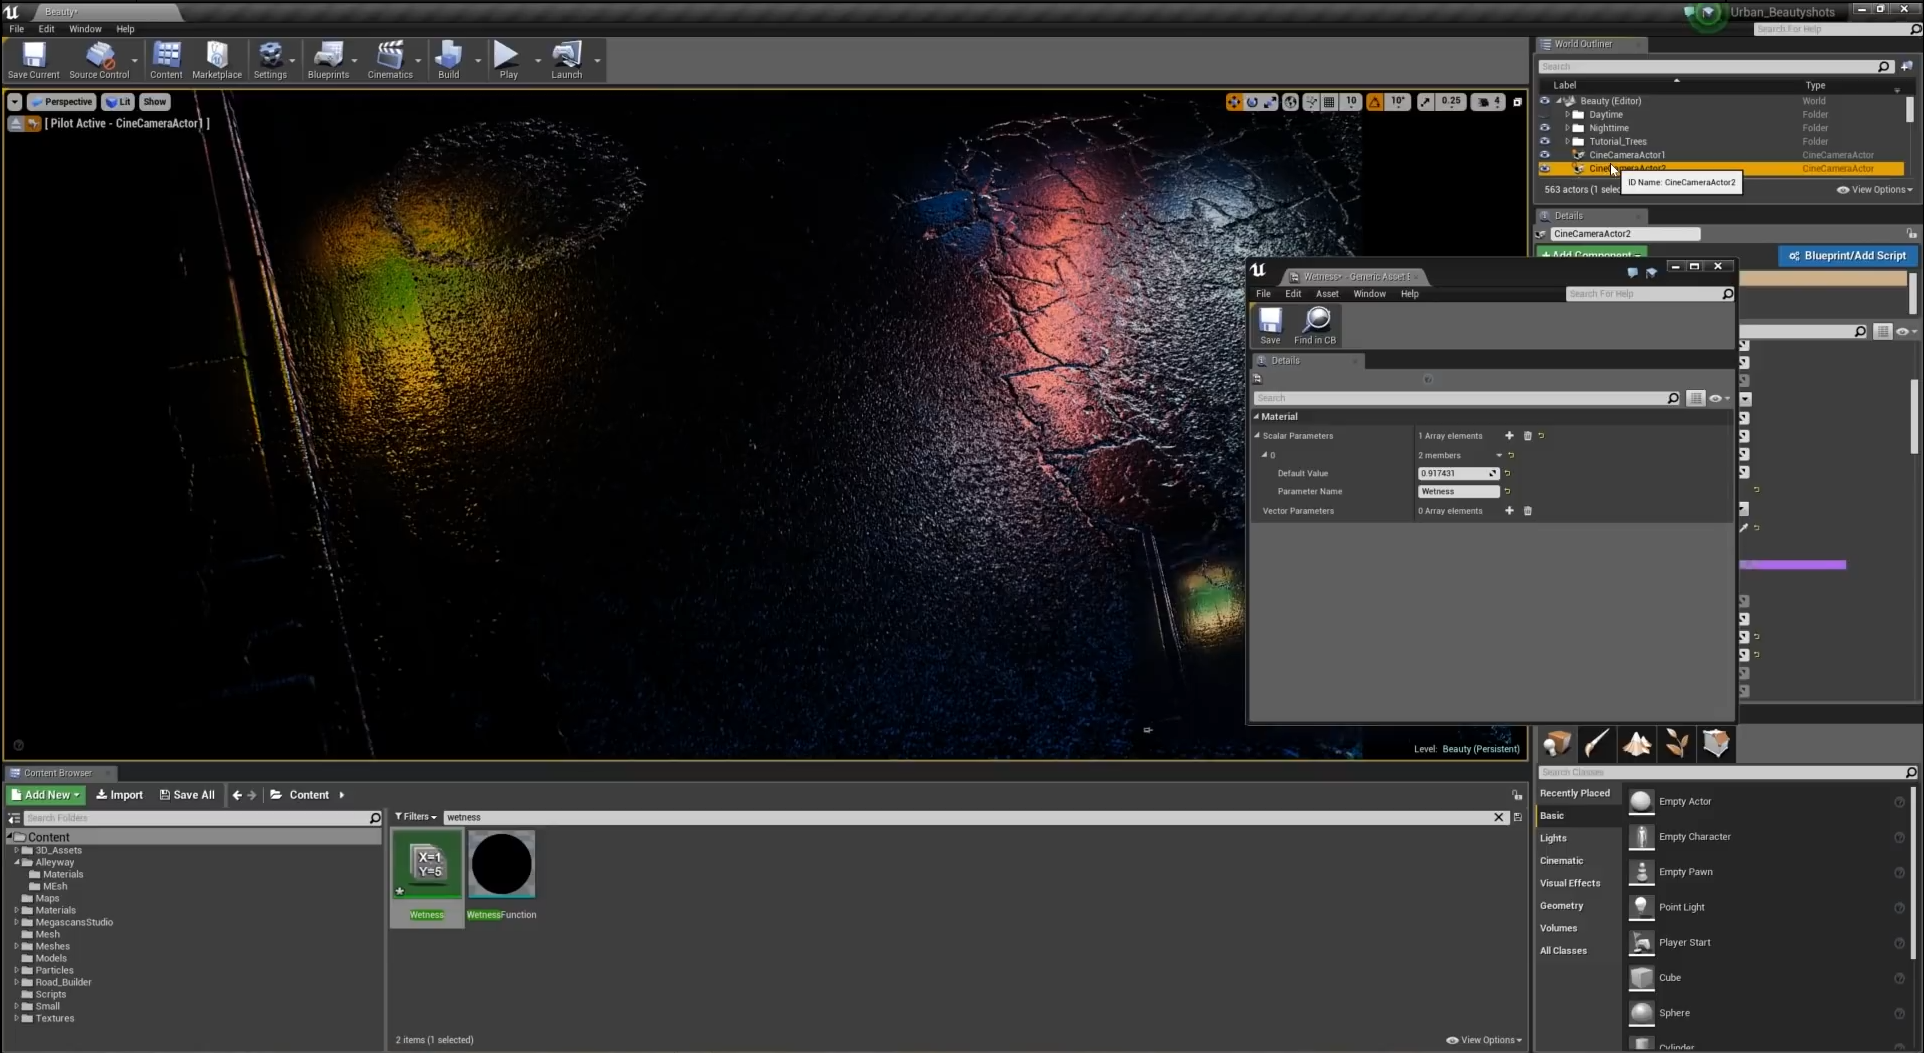 Beauty*
Urban_Beautyshots
File Edit Window Help
Search For Help
Save Current
Source Control
Content
Marketplace
Settings
Blueprints
Cinematics
Build
Play
Launch
Perspective
Lit
Show
10
10°
0.25
4
[ Pilot Active - CineCameraActor1 ]
Level: Beauty (Persistent)
World Outliner
Search
Label Type
Beauty (Editor) World
Daytime Folder
Nighttime Folder
Tutorial_Trees Folder
CineCameraActor1 CineCameraActor
CineCameraActor2 CineCameraActor
ID Name: CineCameraActor2
563 actors (1 selec
View Options
Details
CineCameraActor2
+ Add Component
Blueprint/Add Script
Wetness* - Generic Asset E
File Edit Asset Window Help
Search For Help
Save
Find in CB
Details
Search
Material
Scalar Parameters 1 Array elements
0 2 members
Default Value 0.917431
Parameter Name Wetness
Vector Parameters 0 Array elements
Content Browser
Add New
Import
Save All
Content
Search Folders
Content
3D_Assets
Alleyway
Materials
MEsh
Maps
Materials
MegascansStudio
Mesh
Meshes
Models
Particles
Road_Builder
Scripts
Small
Textures
Filters
wetness
X=1
Y=5
Wetness
WetnessFunction
2 items (1 selected)
View Options
Search Classes
Recently Placed
Basic
Lights
Cinematic
Visual Effects
Geometry
Volumes
All Classes
Empty Actor
Empty Character
Empty Pawn
Point Light
Player Start
Cube
Sphere
Cylinder